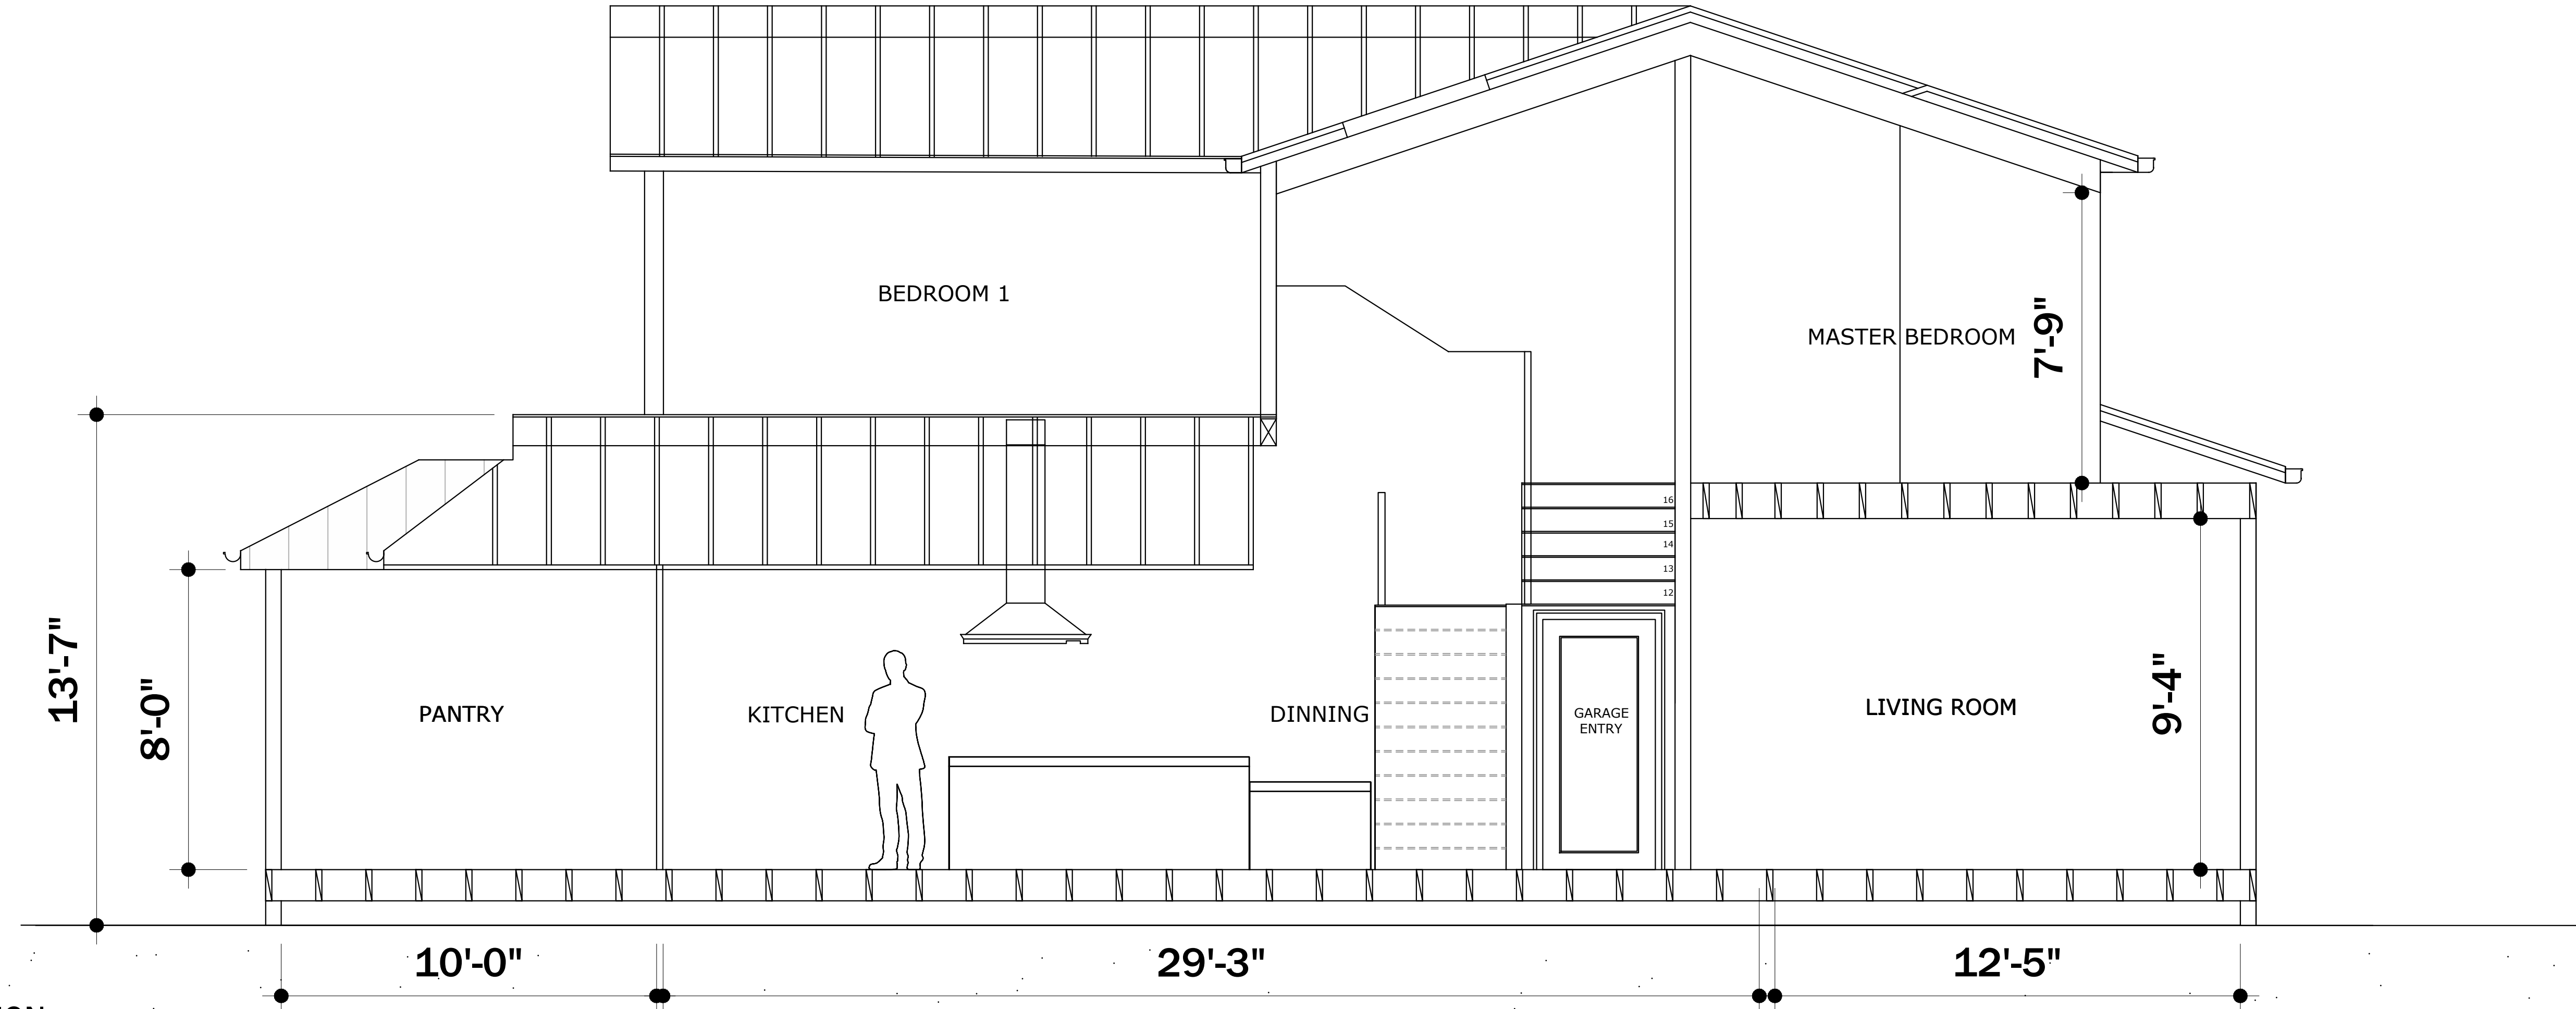 BEDROOM 1
MASTER BEDROOM
7'-9"
16
15
14
13
12
13'-7"
8'-0"
PANTRY
KITCHEN
DINNING
GARAGE
ENTRY
LIVING ROOM
9'-4"
10'-0"
29'-3"
12'-5"